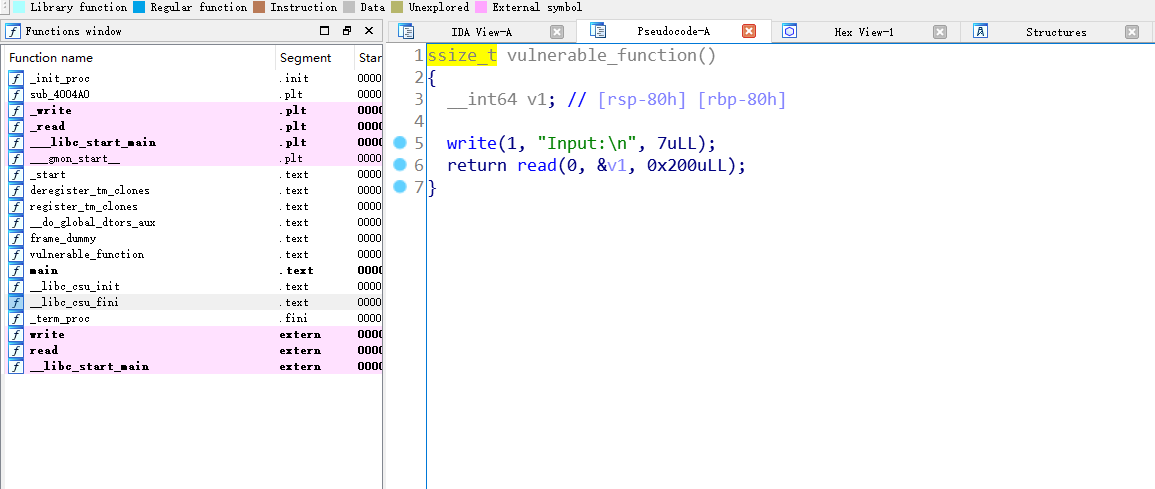 Library function Regular function Instruction Data Unexplored External symbol
Functions window
Function name Segment Star
_init_proc .init 0000
sub_4004A0 .plt 0000
_write .plt 0000
_read .plt 0000
___libc_start_main .plt 0000
___gmon_start__ .plt 0000
_start .text 0000
deregister_tm_clones .text 0000
register_tm_clones .text 0000
__do_global_dtors_aux .text 0000
frame_dummy .text 0000
vulnerable_function .text 0000
main .text 0000
__libc_csu_init .text 0000
__libc_csu_fini .text 0000
_term_proc .fini 0000
write extern 0000
read extern 0000
__libc_start_main extern 0000
IDA View-A Pseudocode-A Hex View-1 Structures
1 ssize_t vulnerable_function()
2 {
3 __int64 v1; // [rsp-80h] [rbp-80h]
4
5 write(1, "Input:\n", 7uLL);
6 return read(0, &v1, 0x200uLL);
7 }